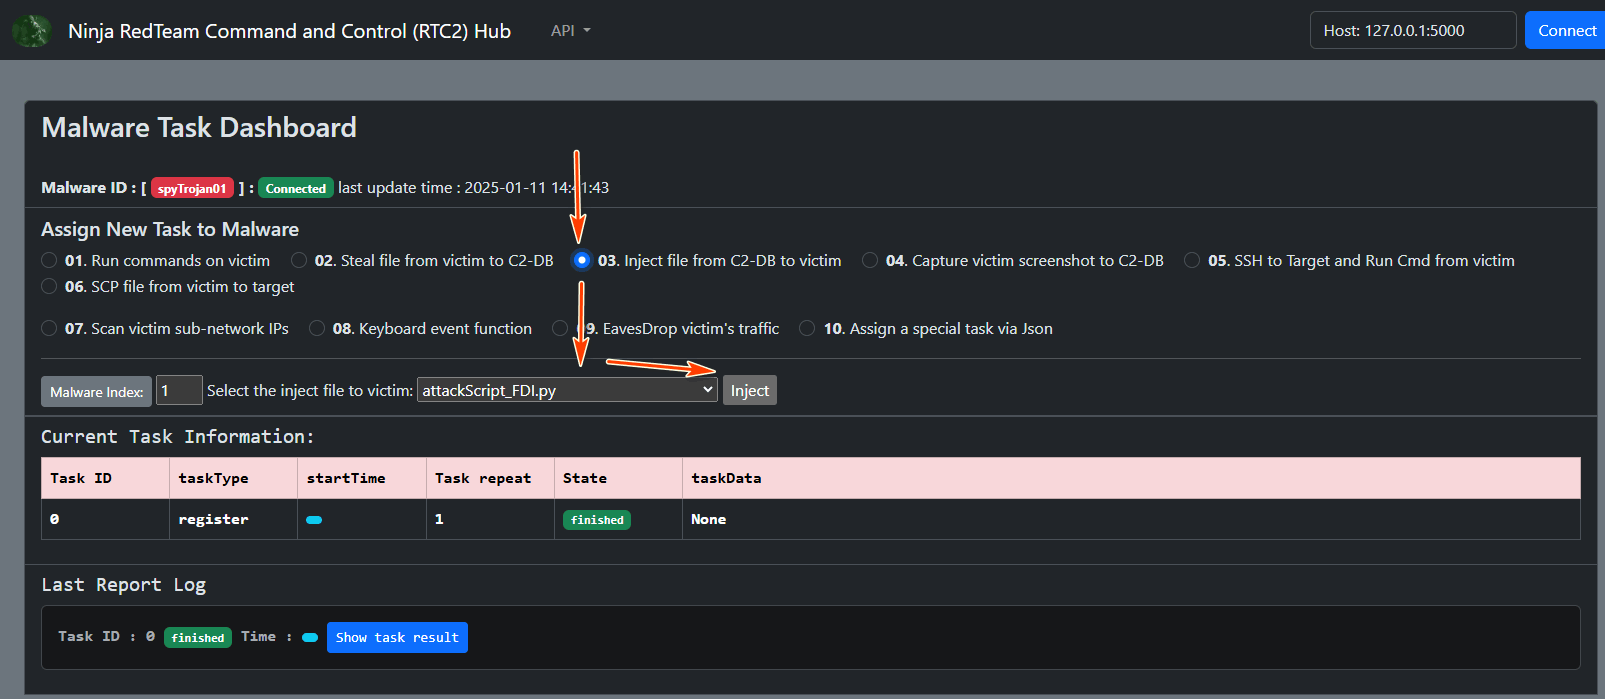 Ninja RedTeam Command and Control (RTC2) Hub API Host: 127.0.0.1:5000 Connect
Malware Task Dashboard
Malware ID : [ spyTrojan01 ] : Connected last update time : 2025-01-11 14:41:43
Assign New Task to Malware
01. Run commands on victim 02. Steal file from victim to C2-DB 03. Inject file from C2-DB to victim 04. Capture victim screenshot to C2-DB 05. SSH to Target and Run Cmd from victim
06. SCP file from victim to target
07. Scan victim sub-network IPs 08. Keyboard event function 09. EavesDrop victim's traffic 10. Assign a special task via Json
Malware Index: 1 Select the inject file to victim: attackScript_FDI.py Inject
Current Task Information:
Task ID taskType startTime Task repeat State taskData
0 register 1 finished None
Last Report Log
Task ID : 0 finished Time : Show task result